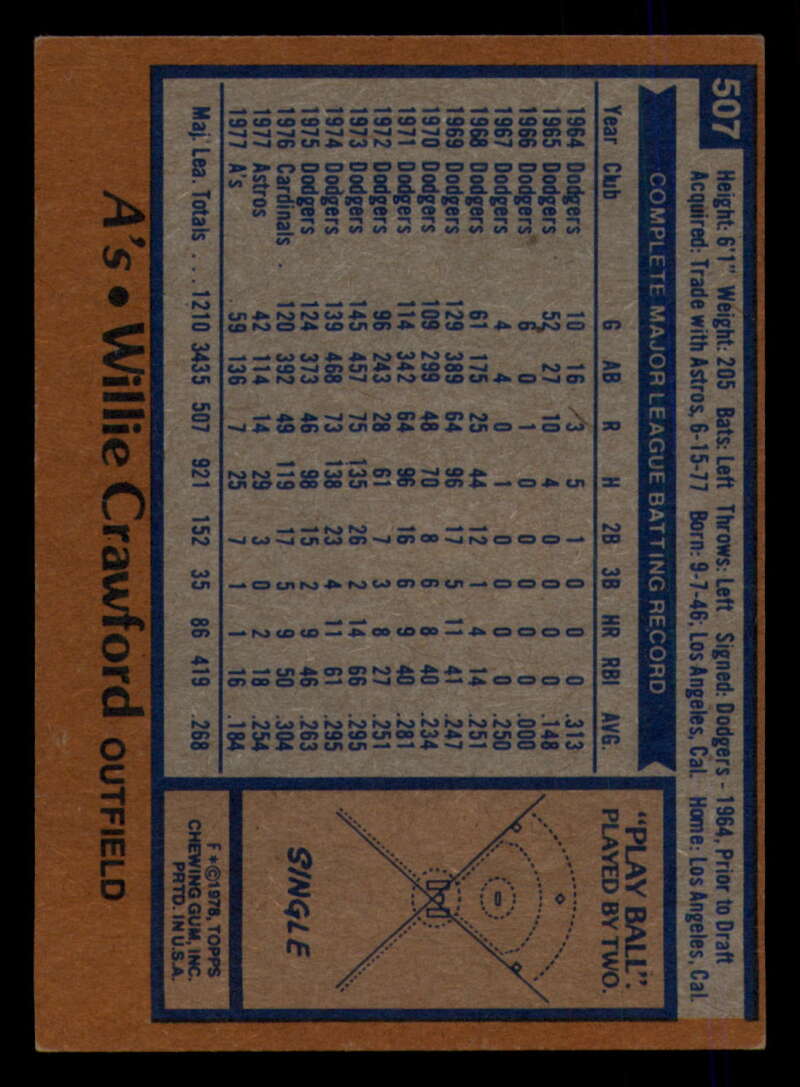 507
Height: 6'1" Weight: 205 Bats: Left Throws: Left Signed: Dodgers - 1964, Prior to Draft
Acquired: Trade with Astros, 6-15-77 Born: 9-7-46, Los Angeles, Cal. Home: Los Angeles, Cal.
COMPLETE MAJOR LEAGUE BATTING RECORD
Year Club G AB R H 2B 3B HR RBI AVG.
1964 Dodgers 10 16 3 5 1 0 0 0 .313
1965 Dodgers 52 27 10 4 0 0 0 0 .148
1966 Dodgers 6 0 1 0 0 0 0 0 .000
1967 Dodgers 4 4 0 1 0 0 0 0 .250
1968 Dodgers 61 175 25 44 12 1 4 14 .251
1969 Dodgers 129 389 64 96 17 5 11 41 .247
1970 Dodgers 109 299 48 70 8 6 8 40 .234
1971 Dodgers 114 342 64 96 16 6 9 40 .281
1972 Dodgers 96 243 28 61 7 3 8 27 .251
1973 Dodgers 145 457 75 135 26 2 14 66 .295
1974 Dodgers 139 468 73 138 23 4 11 61 .295
1975 Dodgers 124 373 46 98 15 2 9 46 .263
1976 Cardinals . 120 392 49 119 17 5 9 50 .304
1977 Astros 42 114 14 29 3 0 2 18 .254
1977 A's 59 136 7 25 7 1 1 16 .184
Maj. Lea. Totals . . . 1210 3435 507 921 152 35 86 419 .268
"PLAY BALL".
PLAYED BY TWO.
SINGLE
F*©1978, TOPPS
CHEWING GUM, INC.
PRTD. IN U.S.A.
A's • Willie Crawford OUTFIELD